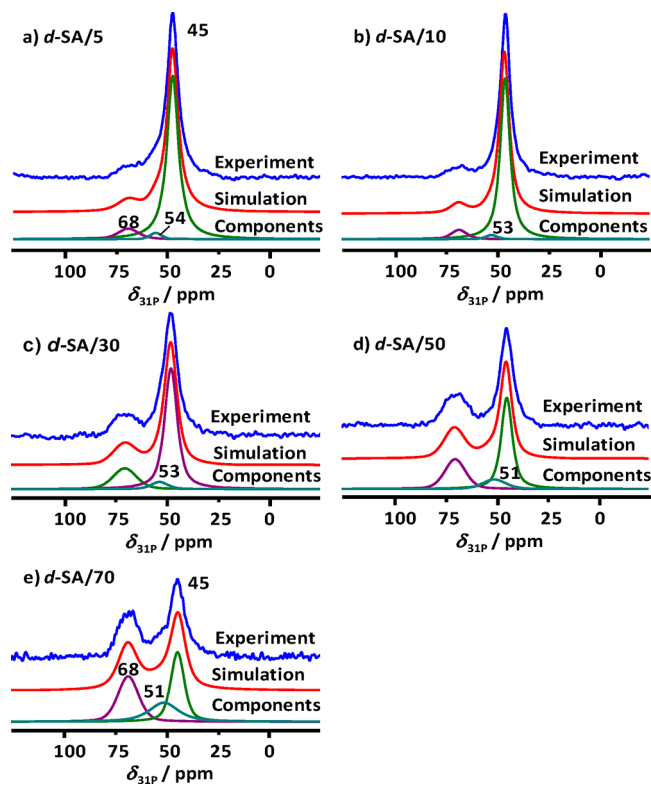 a) d-SA/5
45
Experiment
Simulation
68
54
Components
100 75 50 25 0
δ31P / ppm
b) d-SA/10
Experiment
Simulation
53
Components
100 75 50 25 0
δ31P / ppm
c) d-SA/30
Experiment
Simulation
53
Components
100 75 50 25 0
δ31P / ppm
d) d-SA/50
Experiment
Simulation
51
Components
100 75 50 25 0
δ31P / ppm
e) d-SA/70
45
Experiment
Simulation
68
51
Components
100 75 50 25 0
δ31P / ppm